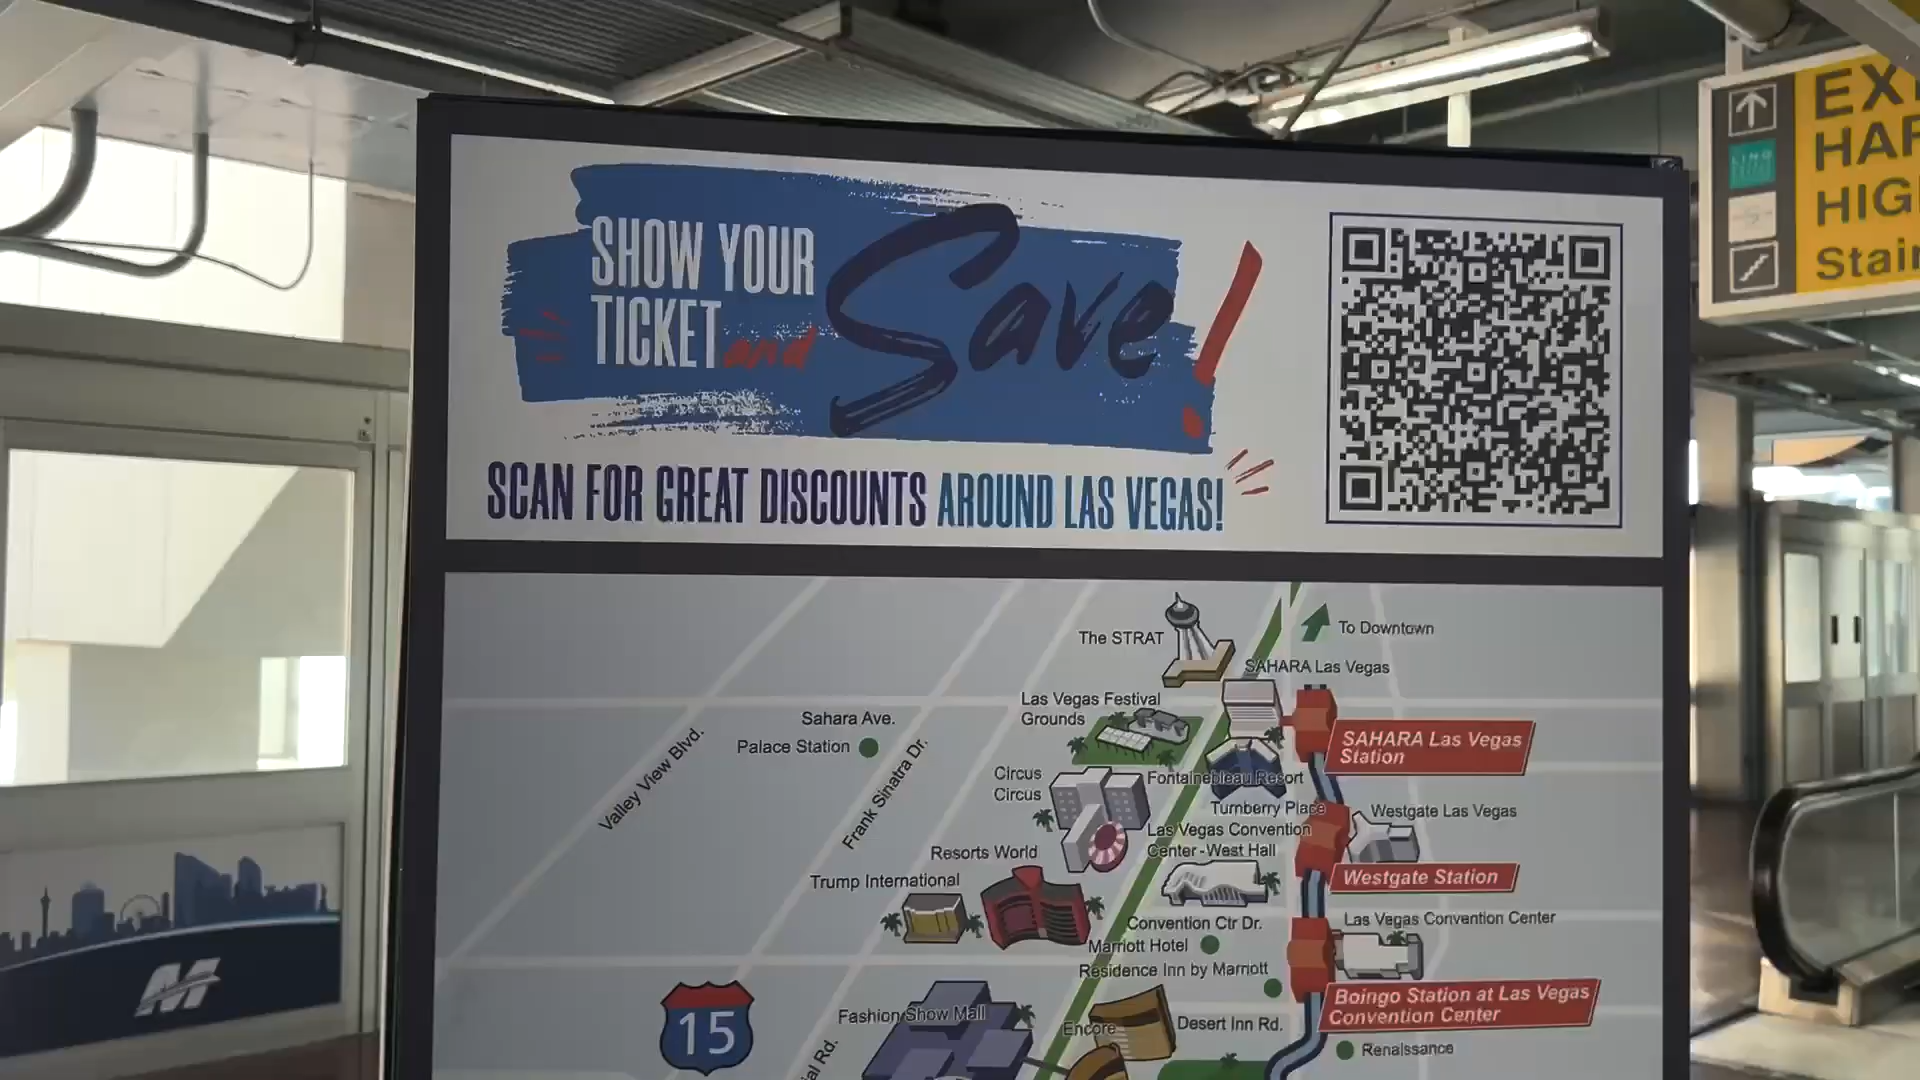 SHOW YOUR
TICKET and Save!
SCAN FOR GREAT DISCOUNTS AROUND LAS VEGAS!
LINQ
Stair
The STRAT
To Downtown
SAHARA Las Vegas
Las Vegas Festival
Grounds
Sahara Ave.
Palace Station
Valley View Blvd.
Frank Sinatra Dr.
SAHARA Las Vegas
Station
Circus
Circus
Fontainebleau Resort
Turnberry Place
Westgate Las Vegas
Las Vegas Convention
Center-West Hall
Resorts World
Westgate Station
Trump International
Convention Ctr Dr.
Las Vegas Convention Center
Marriott Hotel
Residence Inn by Marriott
Boingo Station at Las Vegas
Convention Center
15
Fashion Show Mall
Encore
Desert Inn Rd.
Renaissance
Rd.
M